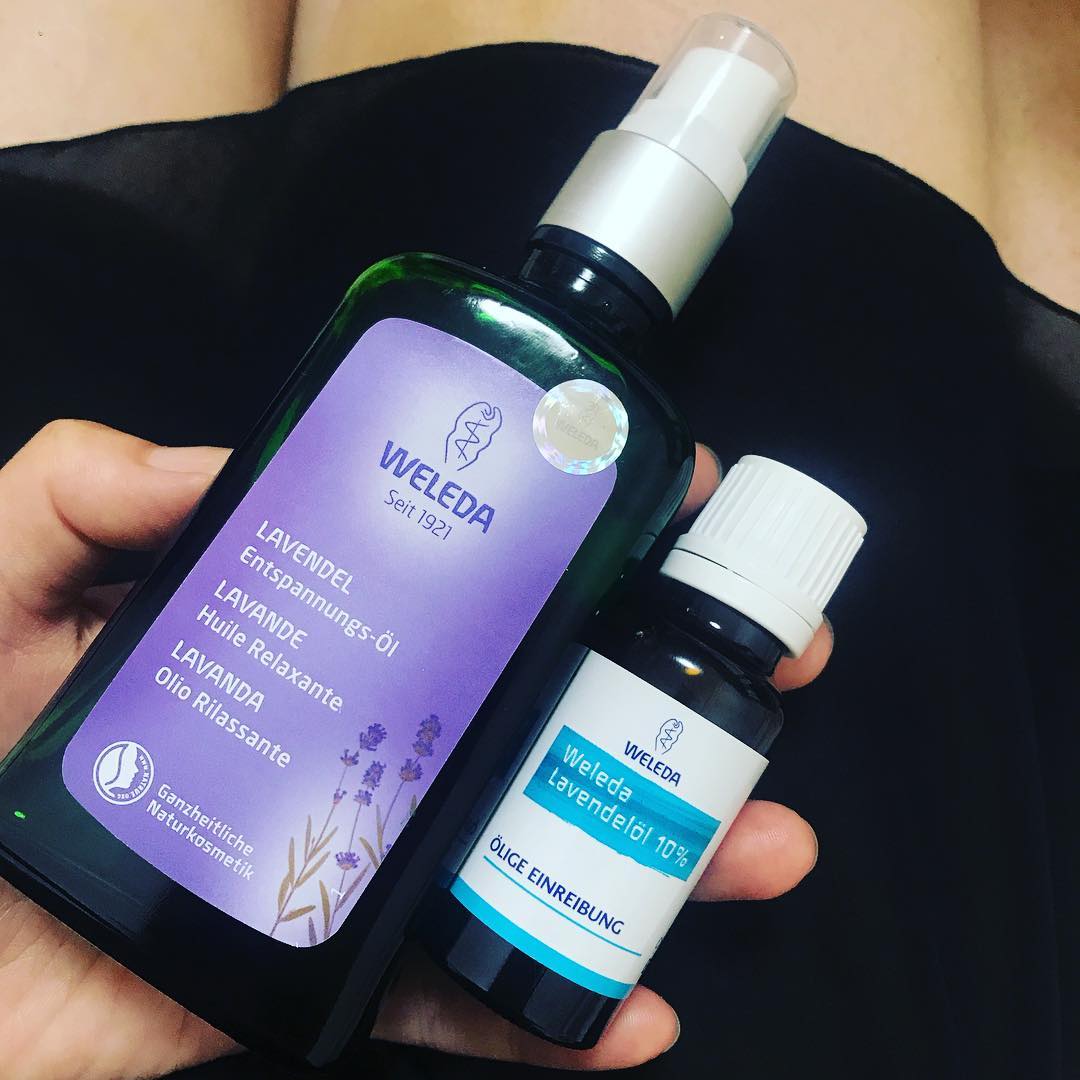 WELEDA
Seit 1921
LAVENDEL
Entspannungs-Öl
LAVANDE
Huile Relaxante
LAVANDA
Olio Rilassante
Ganzheitliche
Naturkosmetik
WELEDA
WELEDA
Weleda
Lavendelöl 10%
ÖLIGE EINREIBUNG